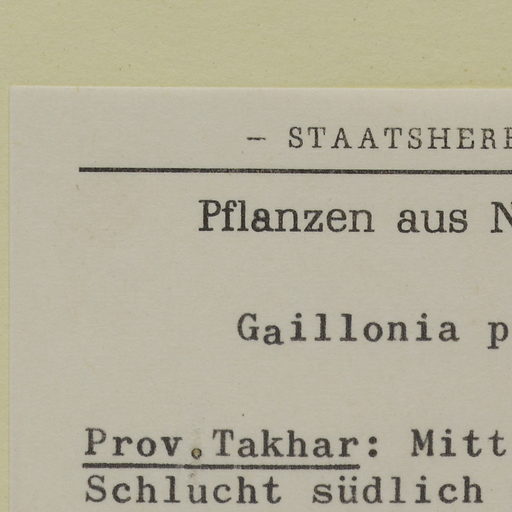 – STAATSHERB
Pflanzen aus N
Gaillonia p
Prov.Takhar: Mitt
Schlucht südlich